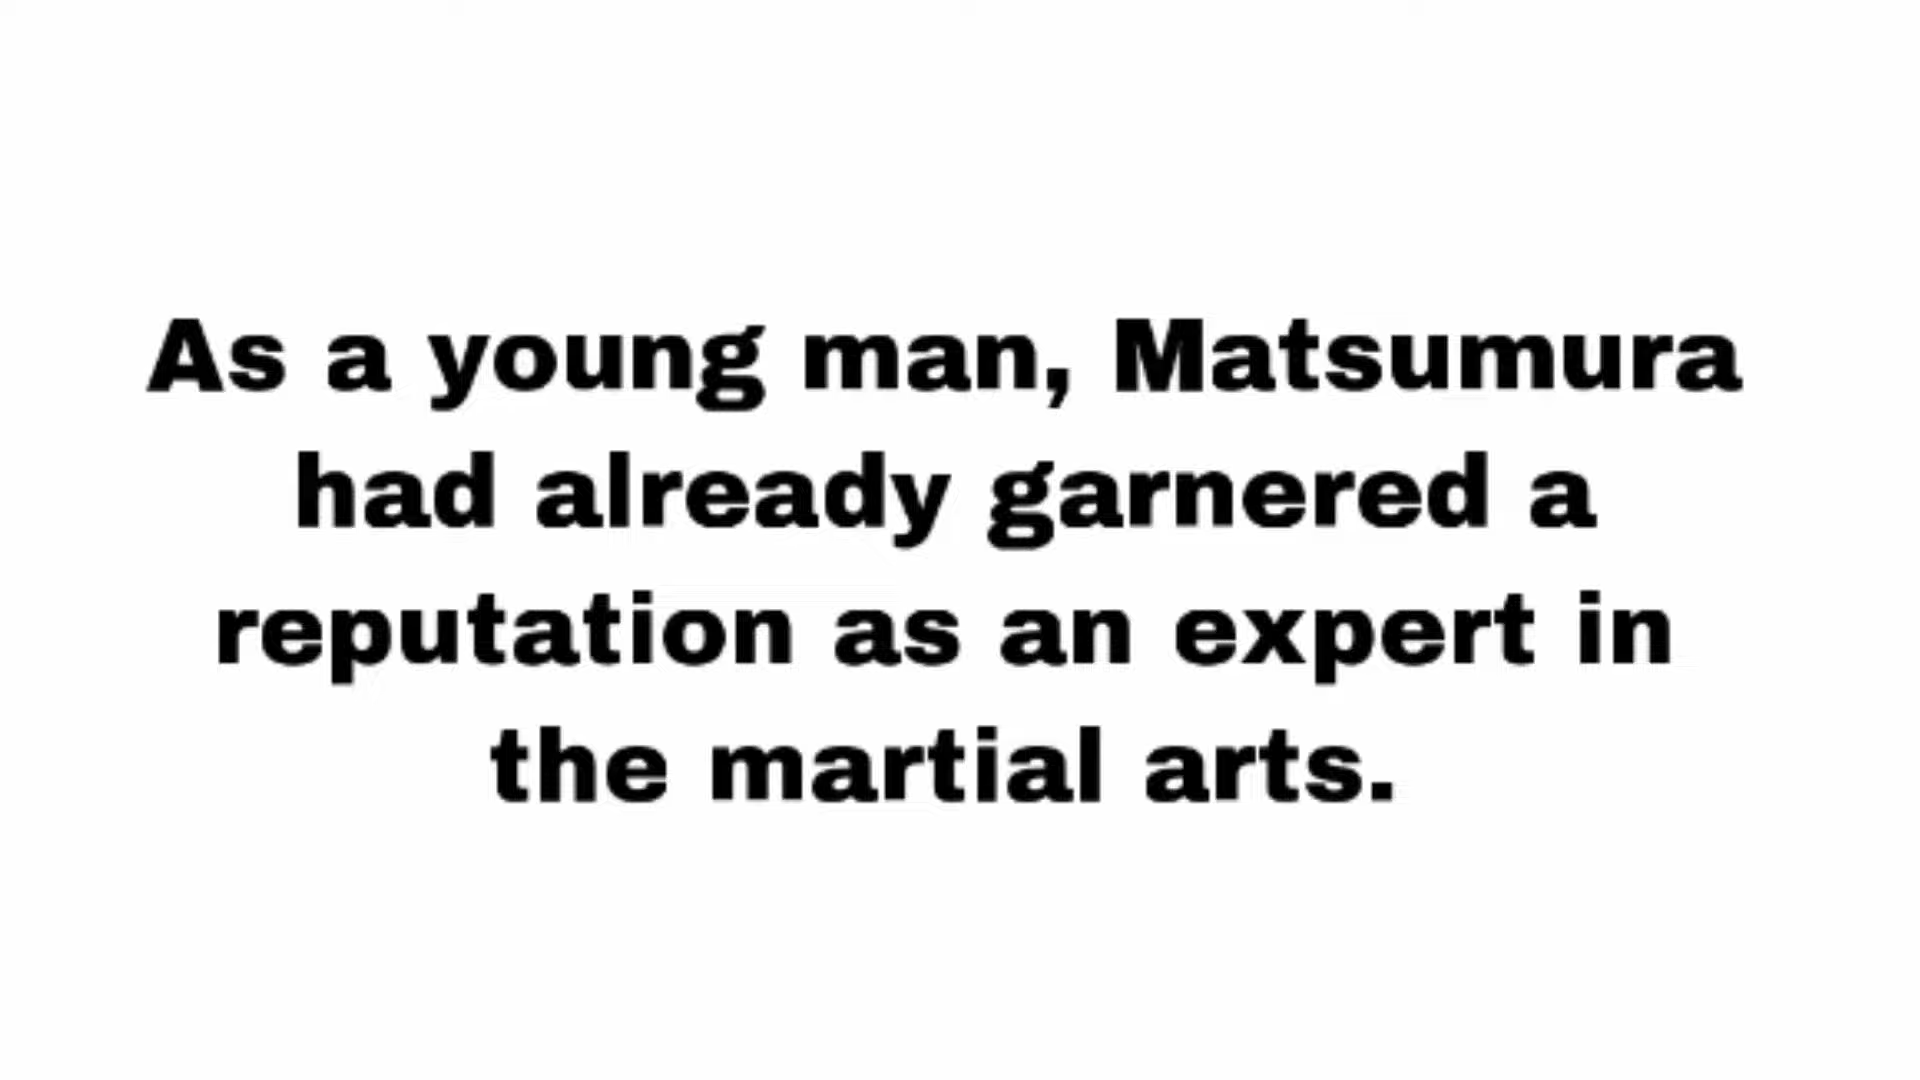 As a young man, Matsumura
had already garnered a
reputation as an expert in
the martial arts.